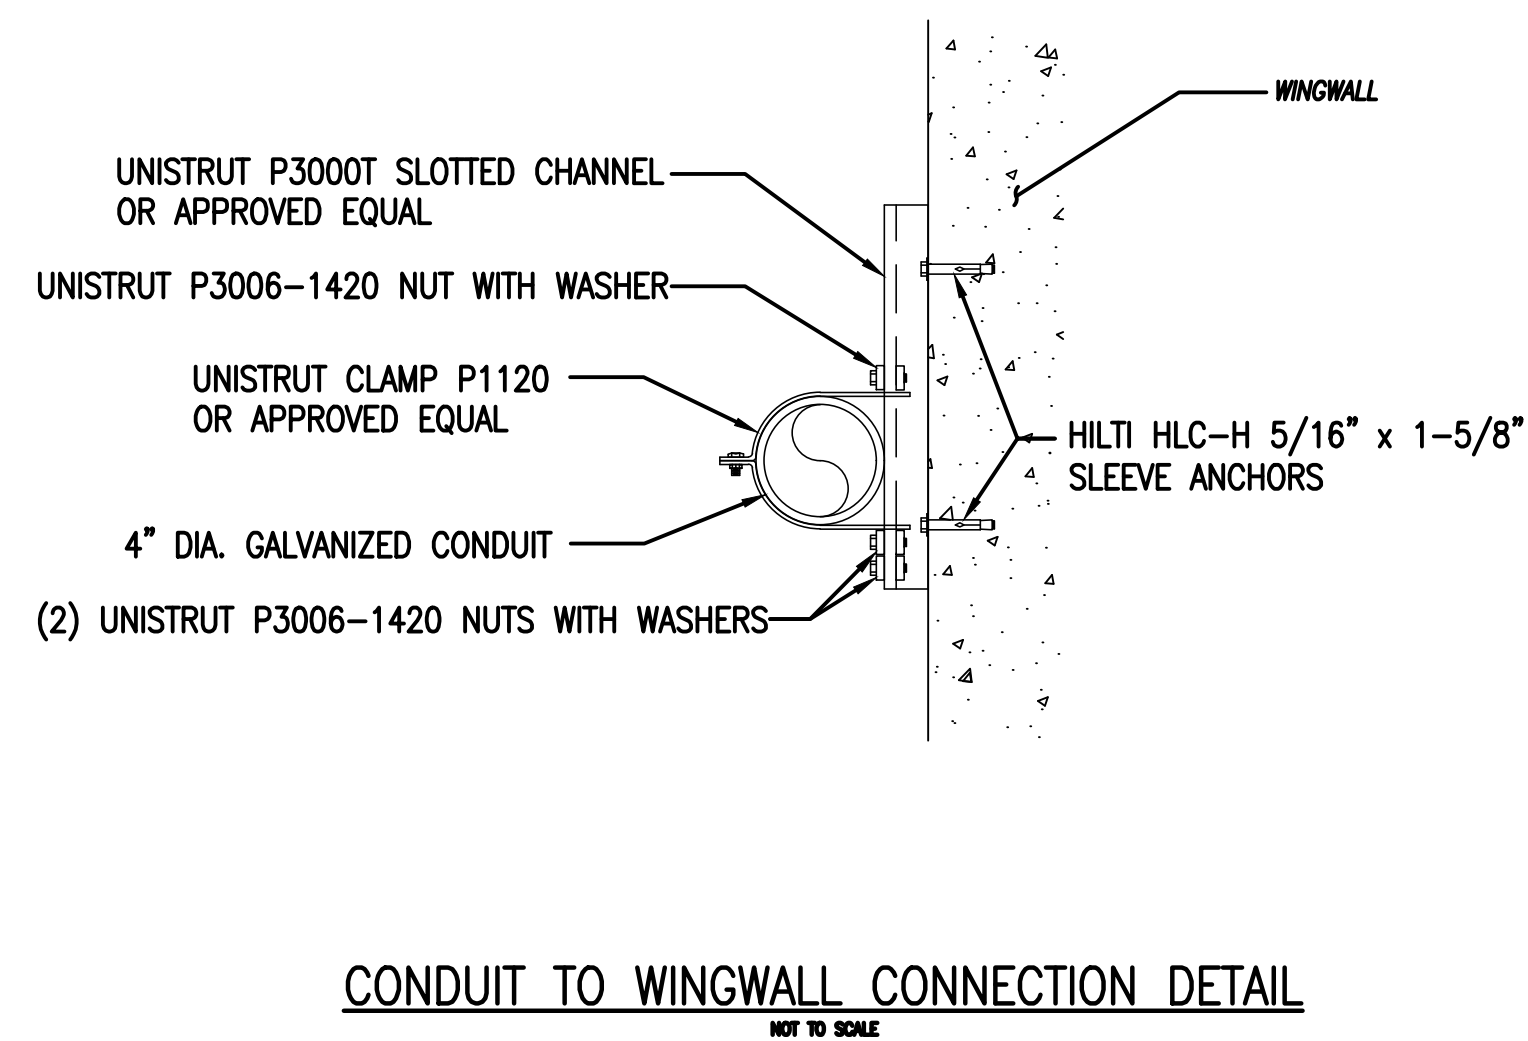 WINGWALL
UNISTRUT P3000T SLOTTED CHANNEL
OR APPROVED EQUAL
UNISTRUT P3006-1420 NUT WITH WASHER
UNISTRUT CLAMP P1120
OR APPROVED EQUAL
HILTI HLC-H 5/16" x 1-5/8"
SLEEVE ANCHORS
4" DIA. GALVANIZED CONDUIT
(2) UNISTRUT P3006-1420 NUTS WITH WASHERS
CONDUIT TO WINGWALL CONNECTION DETAIL
NOT TO SCALE